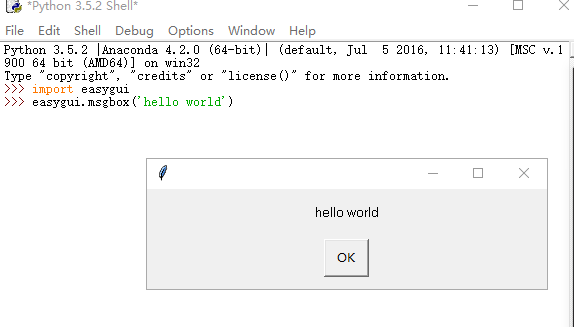 *Python 3.5.2 Shell*
File Edit Shell Debug Options Window Help
Python 3.5.2 |Anaconda 4.2.0 (64-bit)| (default, Jul  5 2016, 11:41:13) [MSC v.1
900 64 bit (AMD64)] on win32
Type "copyright", "credits" or "license()" for more information.
>>> import easygui
>>> easygui.msgbox('hello world')
hello world
OK